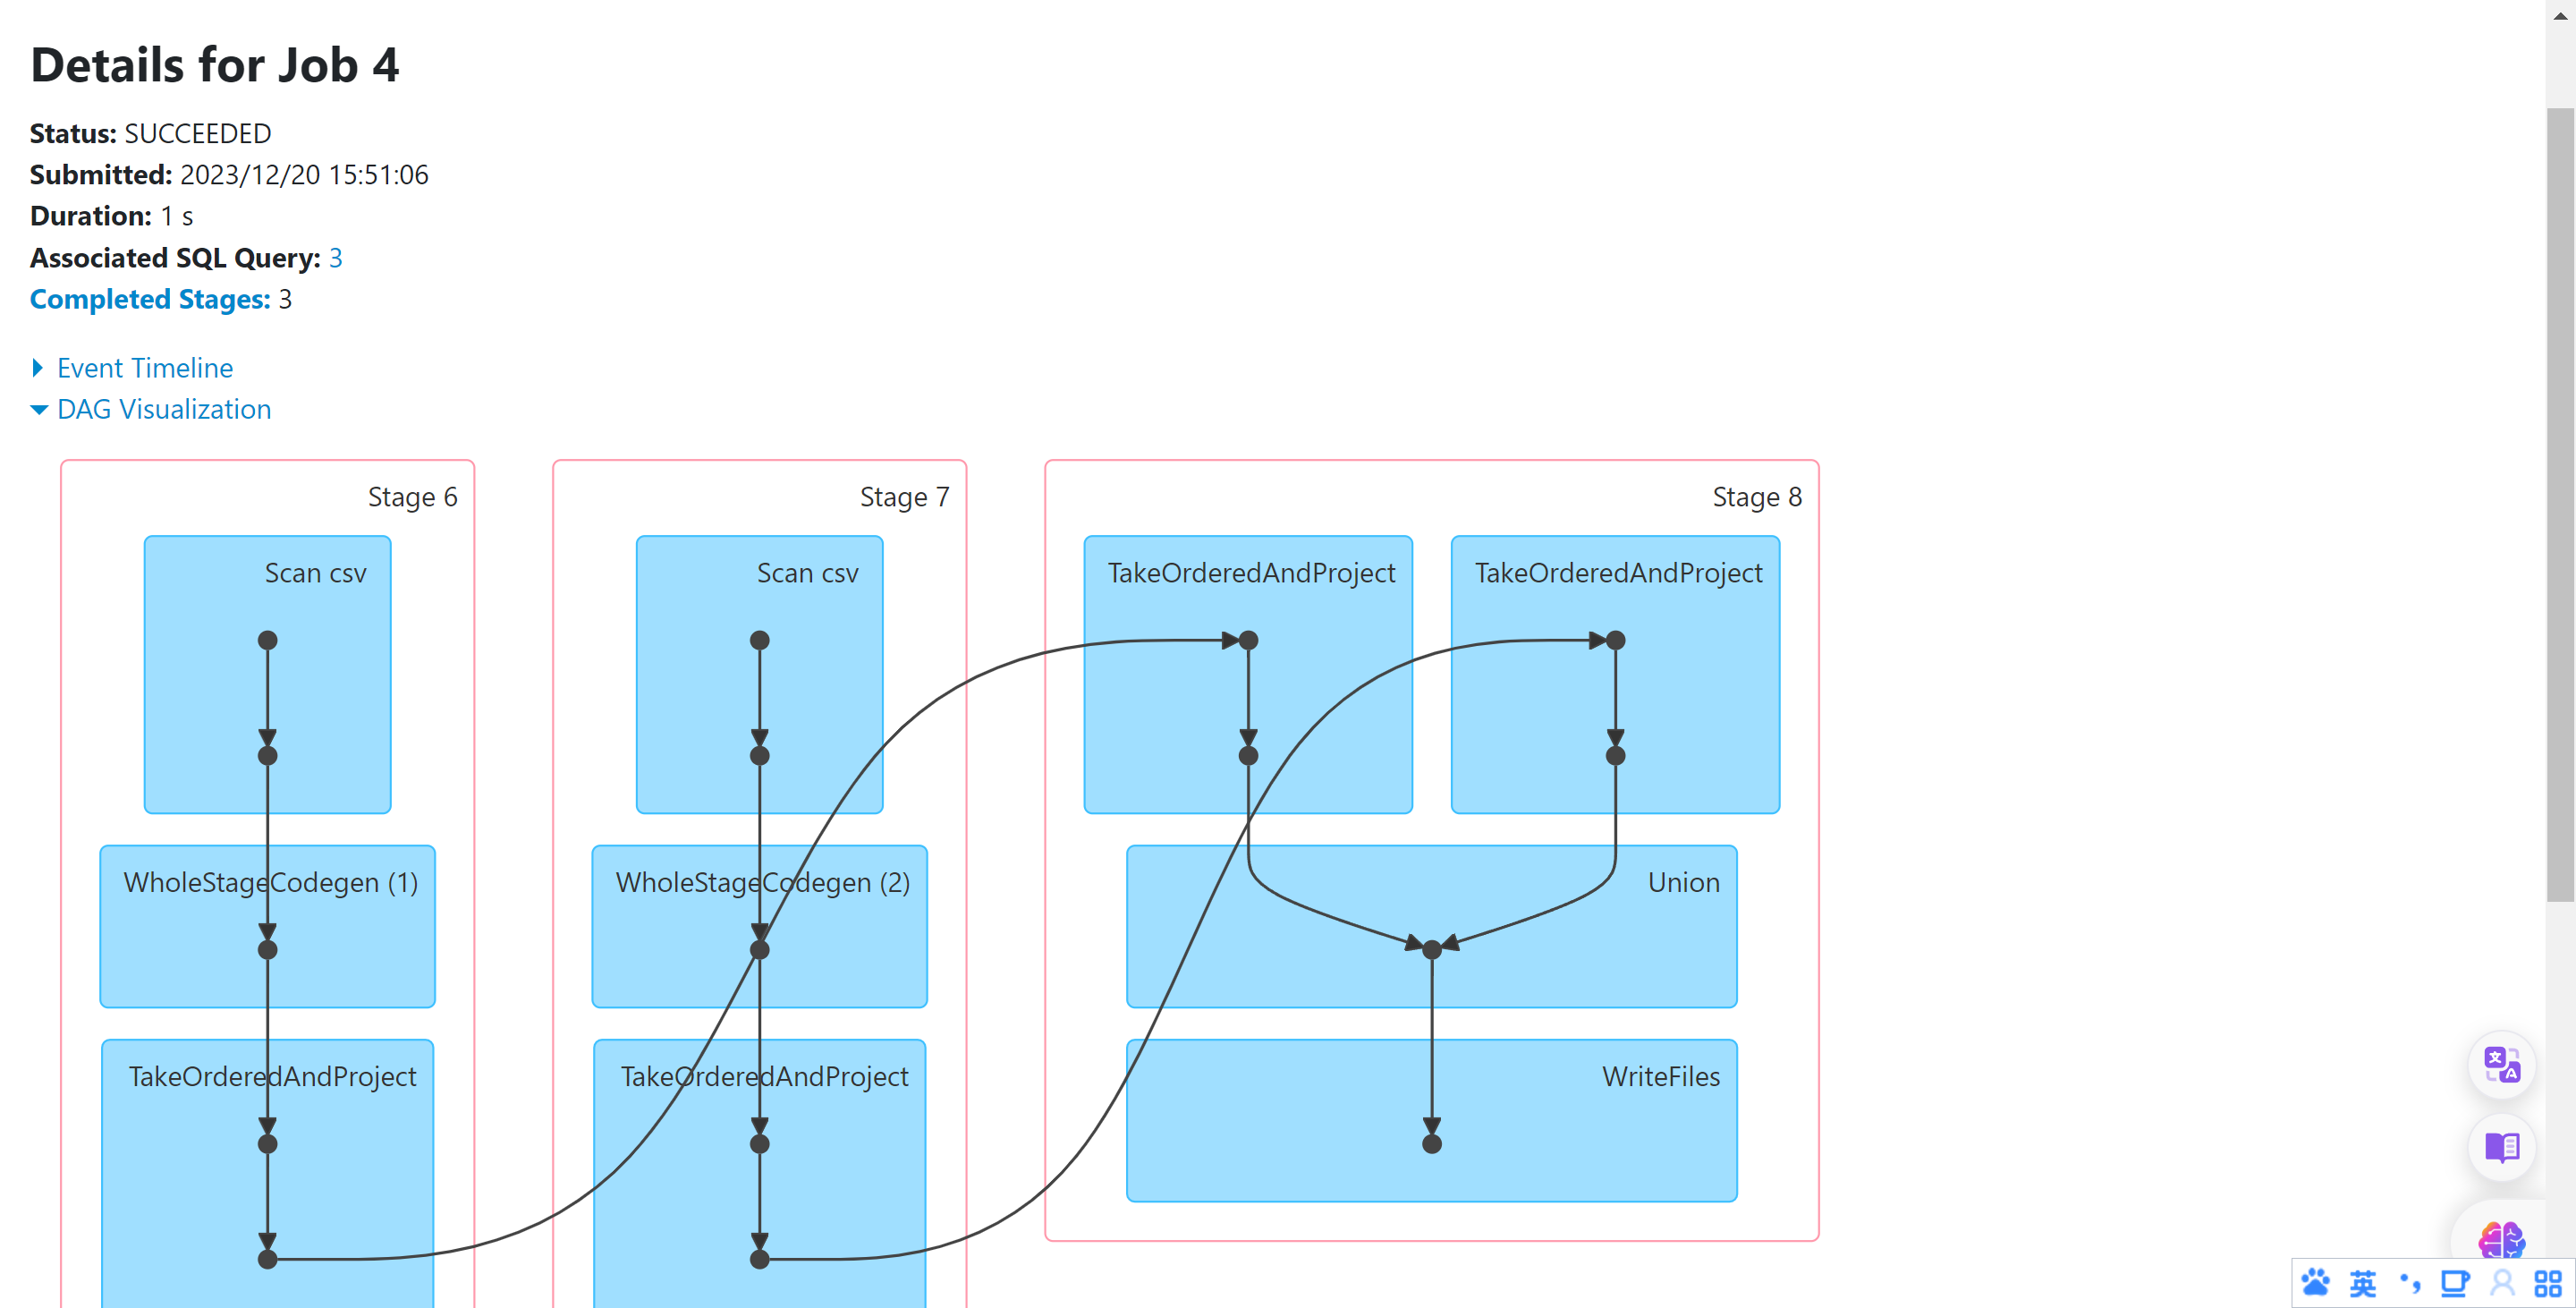 Details for Job 4
Status: SUCCEEDED
Submitted: 2023/12/20 15:51:06
Duration: 1 s
Associated SQL Query: 3
Completed Stages: 3
Event Timeline
DAG Visualization
Stage 6
Scan csv
WholeStageCodegen (1)
TakeOrderedAndProject
Stage 7
Scan csv
WholeStageCodegen (2)
TakeOrderedAndProject
Stage 8
TakeOrderedAndProject
TakeOrderedAndProject
Union
WriteFiles
文A
英